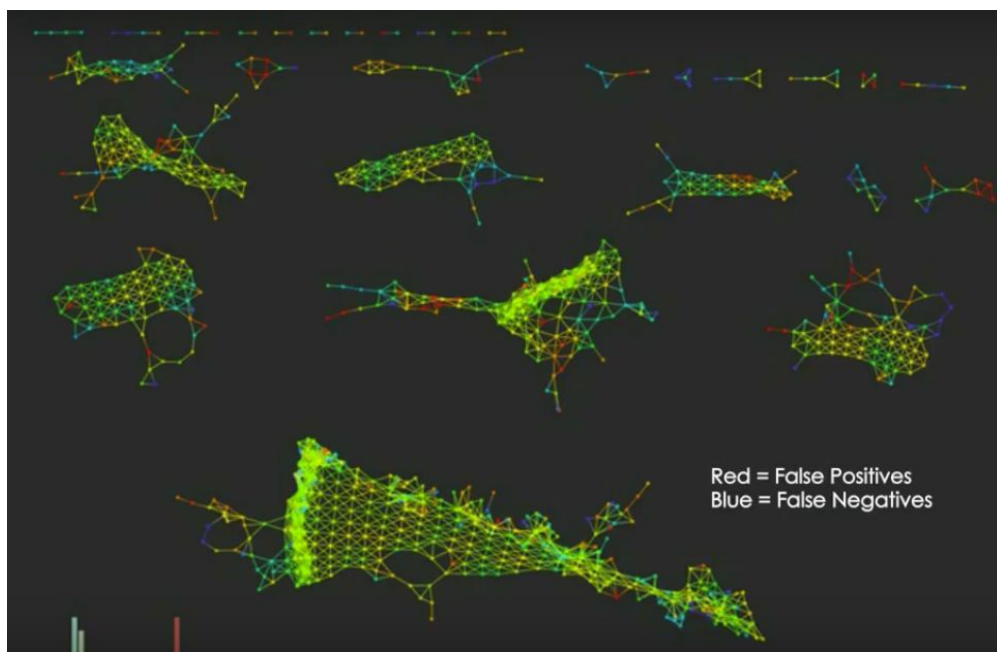 Red = False Positives
Blue = False Negatives